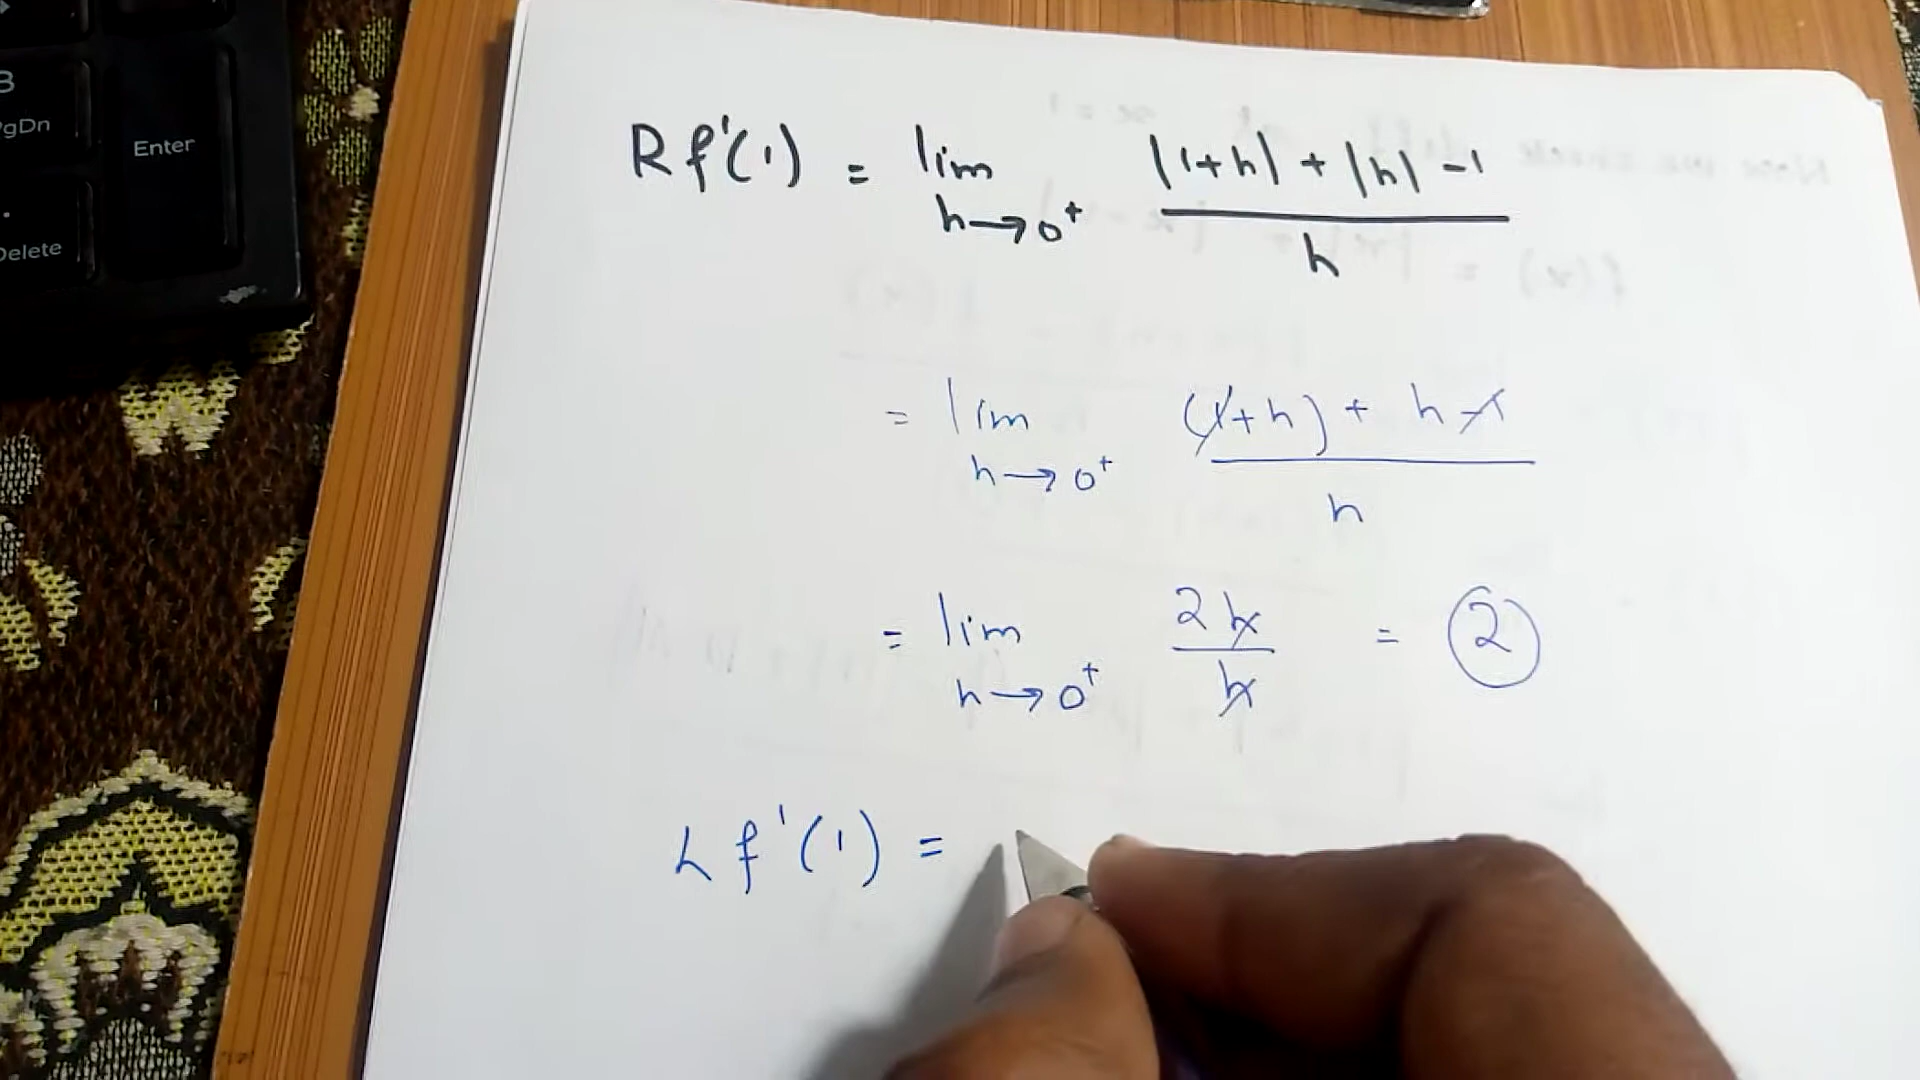 Rf'(1) = lim h→0⁺ |1+h| + |h| - 1 / h
= lim h→0⁺ (1+h) + h - 1 / h
= lim h→0⁺ 2h / h = 2
Lf'(1) =
B
PgDn
Enter
.
Delete